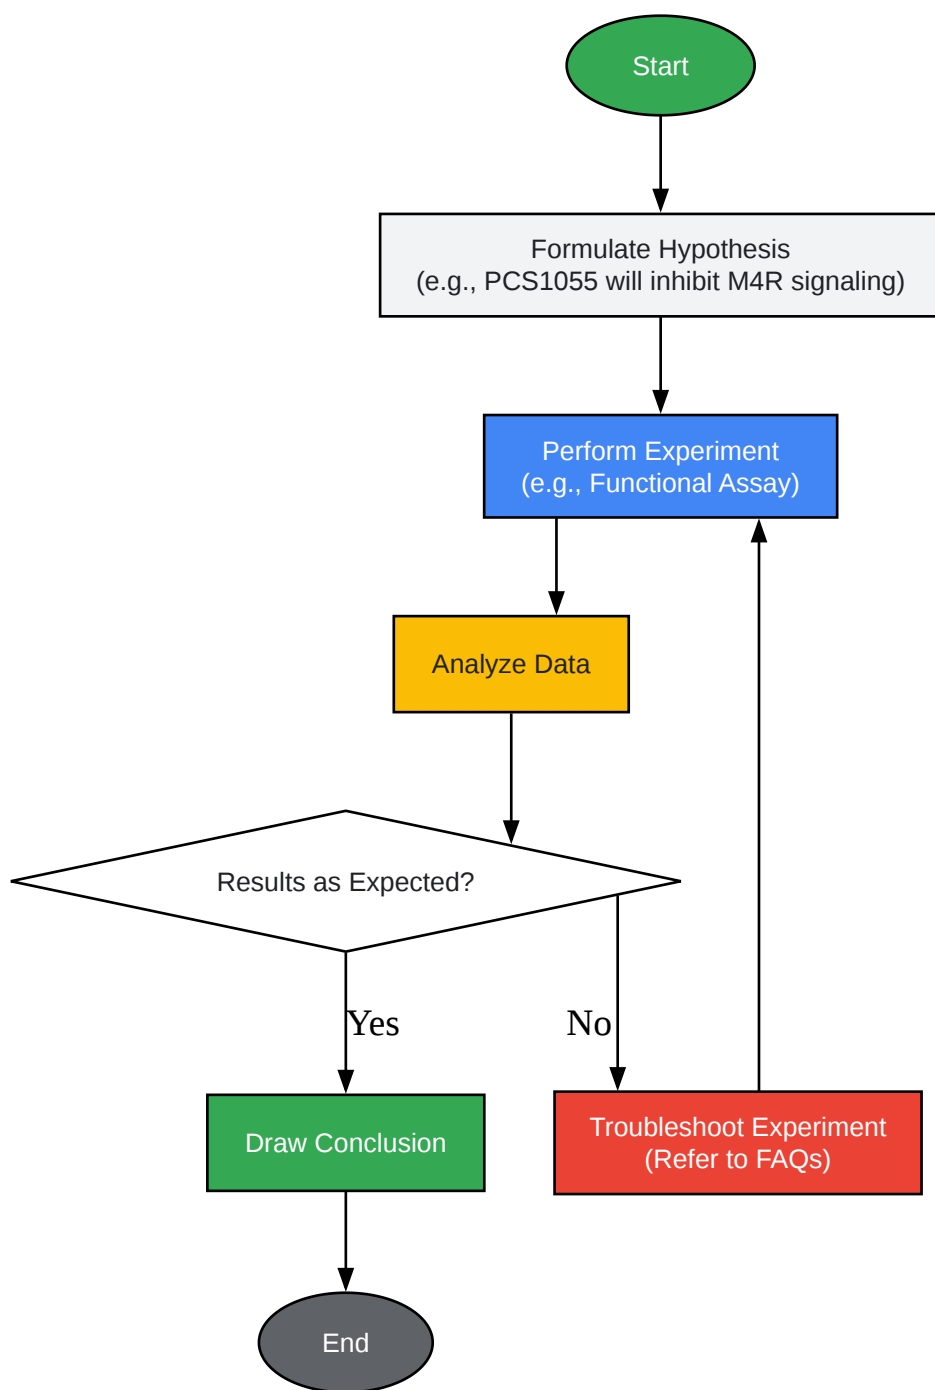 Start
Formulate Hypothesis
(e.g., PCS1055 will inhibit M4R signaling)
Perform Experiment
(e.g., Functional Assay)
Analyze Data
Results as Expected?
Yes
No
Draw Conclusion
Troubleshoot Experiment
(Refer to FAQs)
End